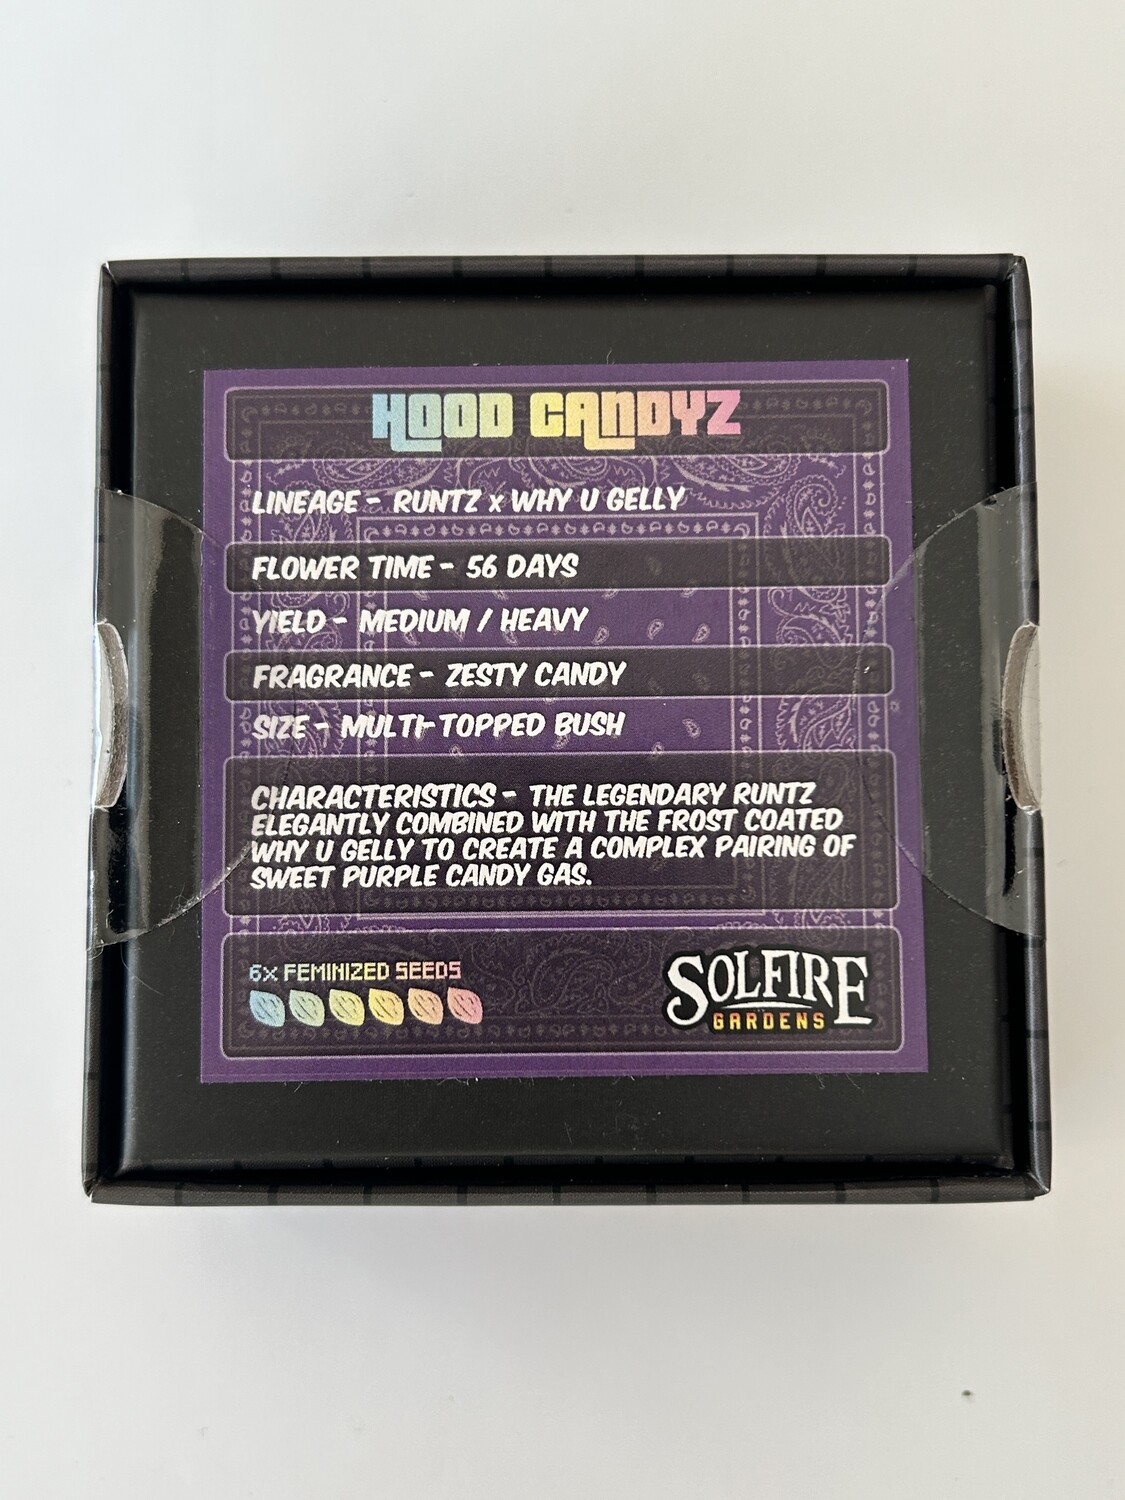 HOOD CANDYZ
LINEAGE - RUNTZ x WHY U GELLY
FLOWER TIME - 56 DAYS
YIELD - MEDIUM / HEAVY
FRAGRANCE - ZESTY CANDY
SIZE - MULTI-TOPPED BUSH
CHARACTERISTICS - THE LEGENDARY RUNTZ
ELEGANTLY COMBINED WITH THE FROST COATED
WHY U GELLY TO CREATE A COMPLEX PAIRING OF
SWEET PURPLE CANDY GAS.
6X FEMINIZED SEEDS
SOLFIRE
GARDENS